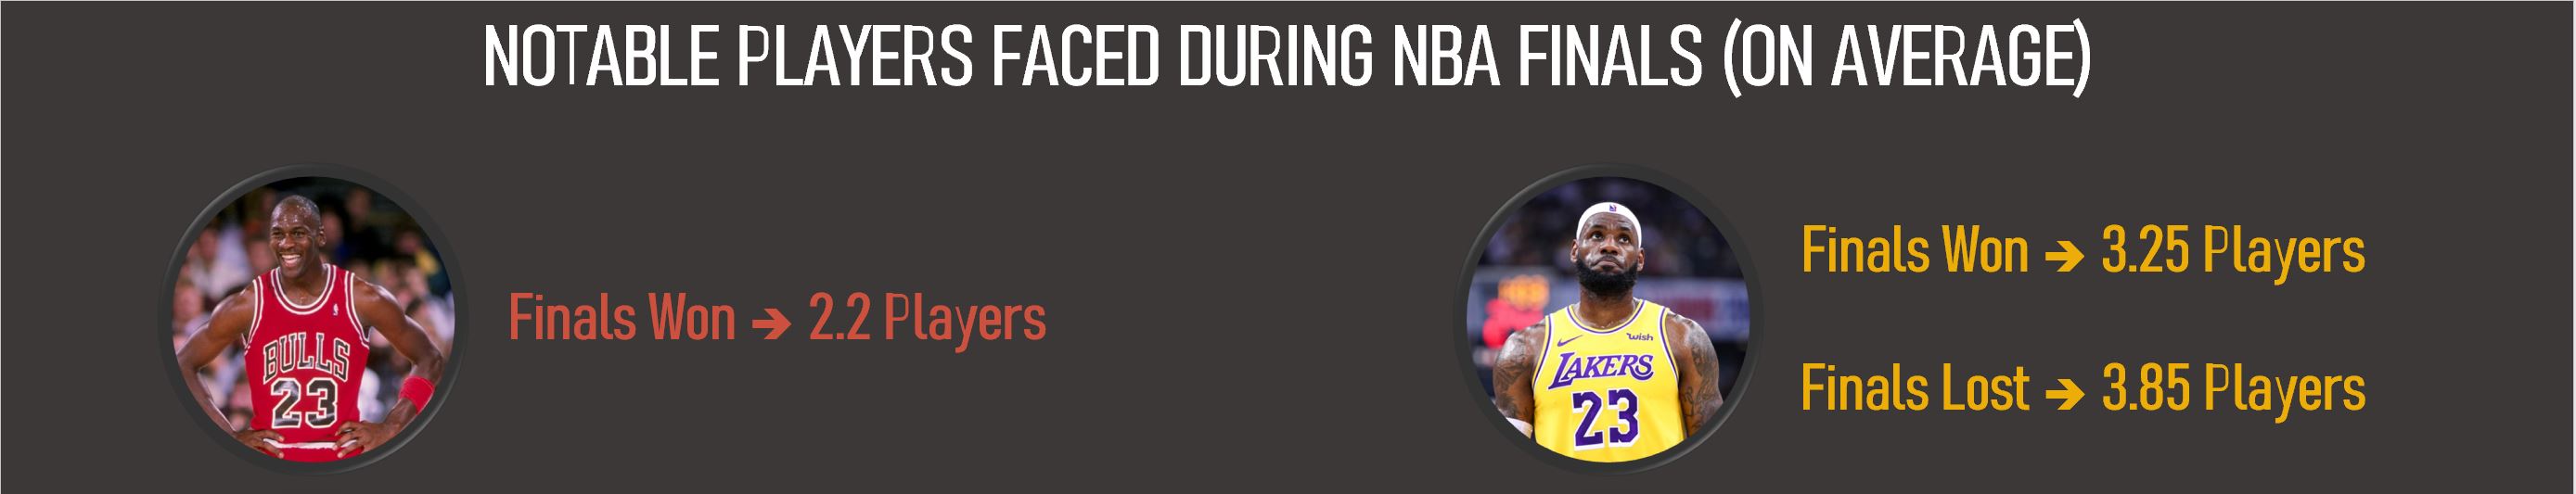 NOTABLE PLAYERS FACED DURING NBA FINALS (ON AVERAGE)
BULLS
23
Finals Won ➔ 2.2 Players
wish
LAKERS
23
Finals Won ➔ 3.25 Players
Finals Lost ➔ 3.85 Players